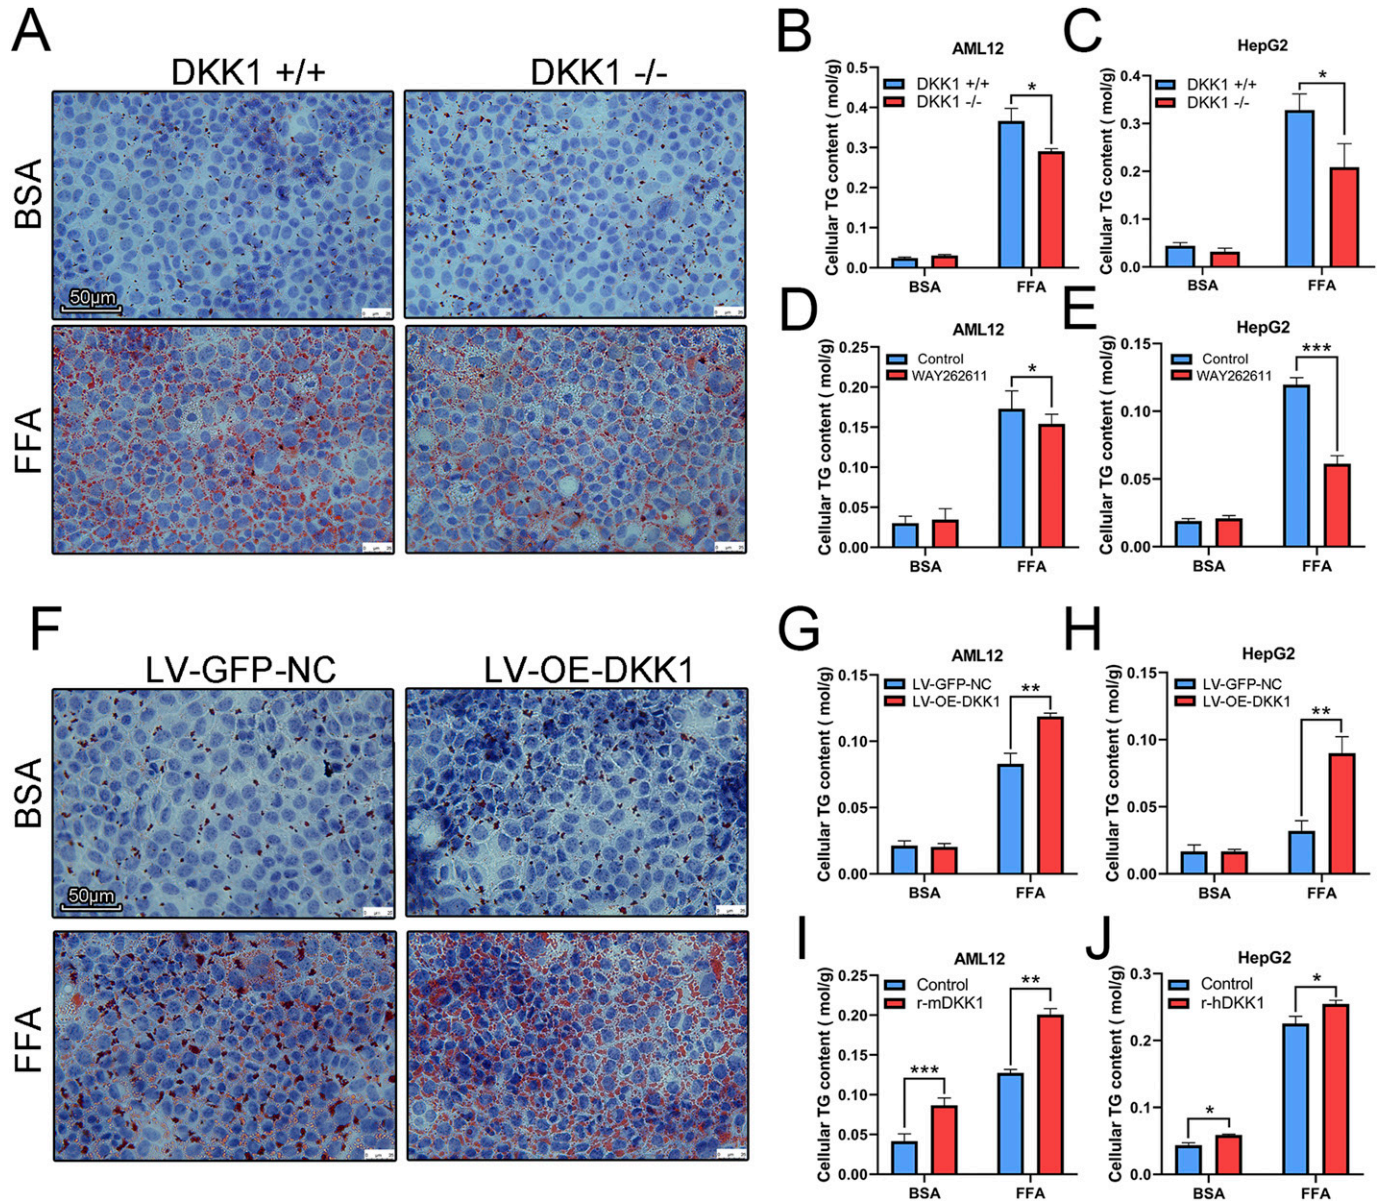 A
DKK1 +/+
DKK1 -/-
BSA
50μm
FFA
B
AML12
Cellular TG content ( mol/g)
DKK1 +/+
DKK1 -/-
*
0.5
0.4
0.3
0.2
0.1
0.0
BSA
FFA
C
HepG2
Cellular TG content ( mol/g)
DKK1 +/+
DKK1 -/-
*
0.4
0.3
0.2
0.1
0.0
BSA
FFA
D
AML12
Cellular TG content ( mol/g)
Control
WAY262611
*
0.25
0.20
0.15
0.10
0.05
0.00
BSA
FFA
E
HepG2
Cellular TG content ( mol/g)
Control
WAY262611
***
0.15
0.10
0.05
0.00
BSA
FFA
F
LV-GFP-NC
LV-OE-DKK1
BSA
50μm
FFA
G
AML12
Cellular TG content ( mol/g)
LV-GFP-NC
LV-OE-DKK1
**
0.15
0.10
0.05
0.00
BSA
FFA
H
HepG2
Cellular TG content ( mol/g)
LV-GFP-NC
LV-OE-DKK1
**
0.15
0.10
0.05
0.00
BSA
FFA
I
AML12
Cellular TG content ( mol/g)
Control
r-mDKK1
***
**
0.25
0.20
0.15
0.10
0.05
0.00
BSA
FFA
J
HepG2
Cellular TG content ( mol/g)
Control
r-hDKK1
*
*
0.3
0.2
0.1
0.0
BSA
FFA